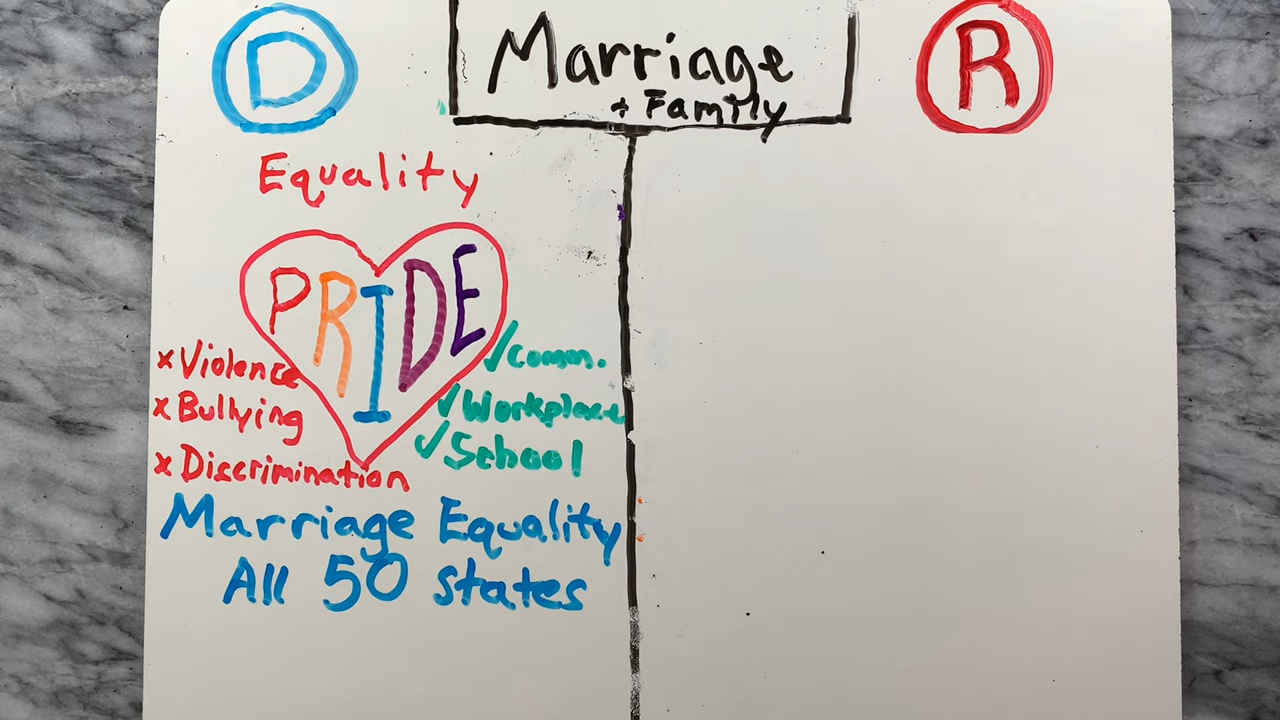 D
Marriage
+ Family
R
Equality
PRIDE
x Violence
x Bullying
x Discrimination
✓ Comm.
✓ Workplace
✓ School
Marriage Equality
All 50 states